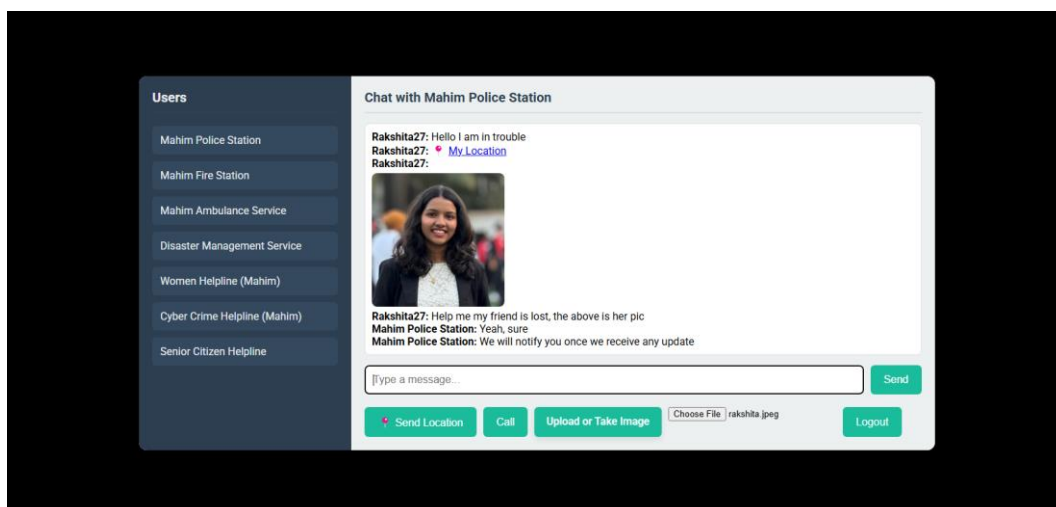 Users
Mahim Police Station
Mahim Fire Station
Mahim Ambulance Service
Disaster Management Service
Women Helpline (Mahim)
Cyber Crime Helpline (Mahim)
Senior Citizen Helpline
Chat with Mahim Police Station
Rakshita27: Hello I am in trouble
Rakshita27: 📍 My Location
Rakshita27:
Rakshita27: Help me my friend is lost, the above is her pic
Mahim Police Station: Yeah, sure
Mahim Police Station: We will notify you once we receive any update
Type a message...
Send
📍 Send Location
Call
Upload or Take Image
Choose File rakshita.jpeg
Logout